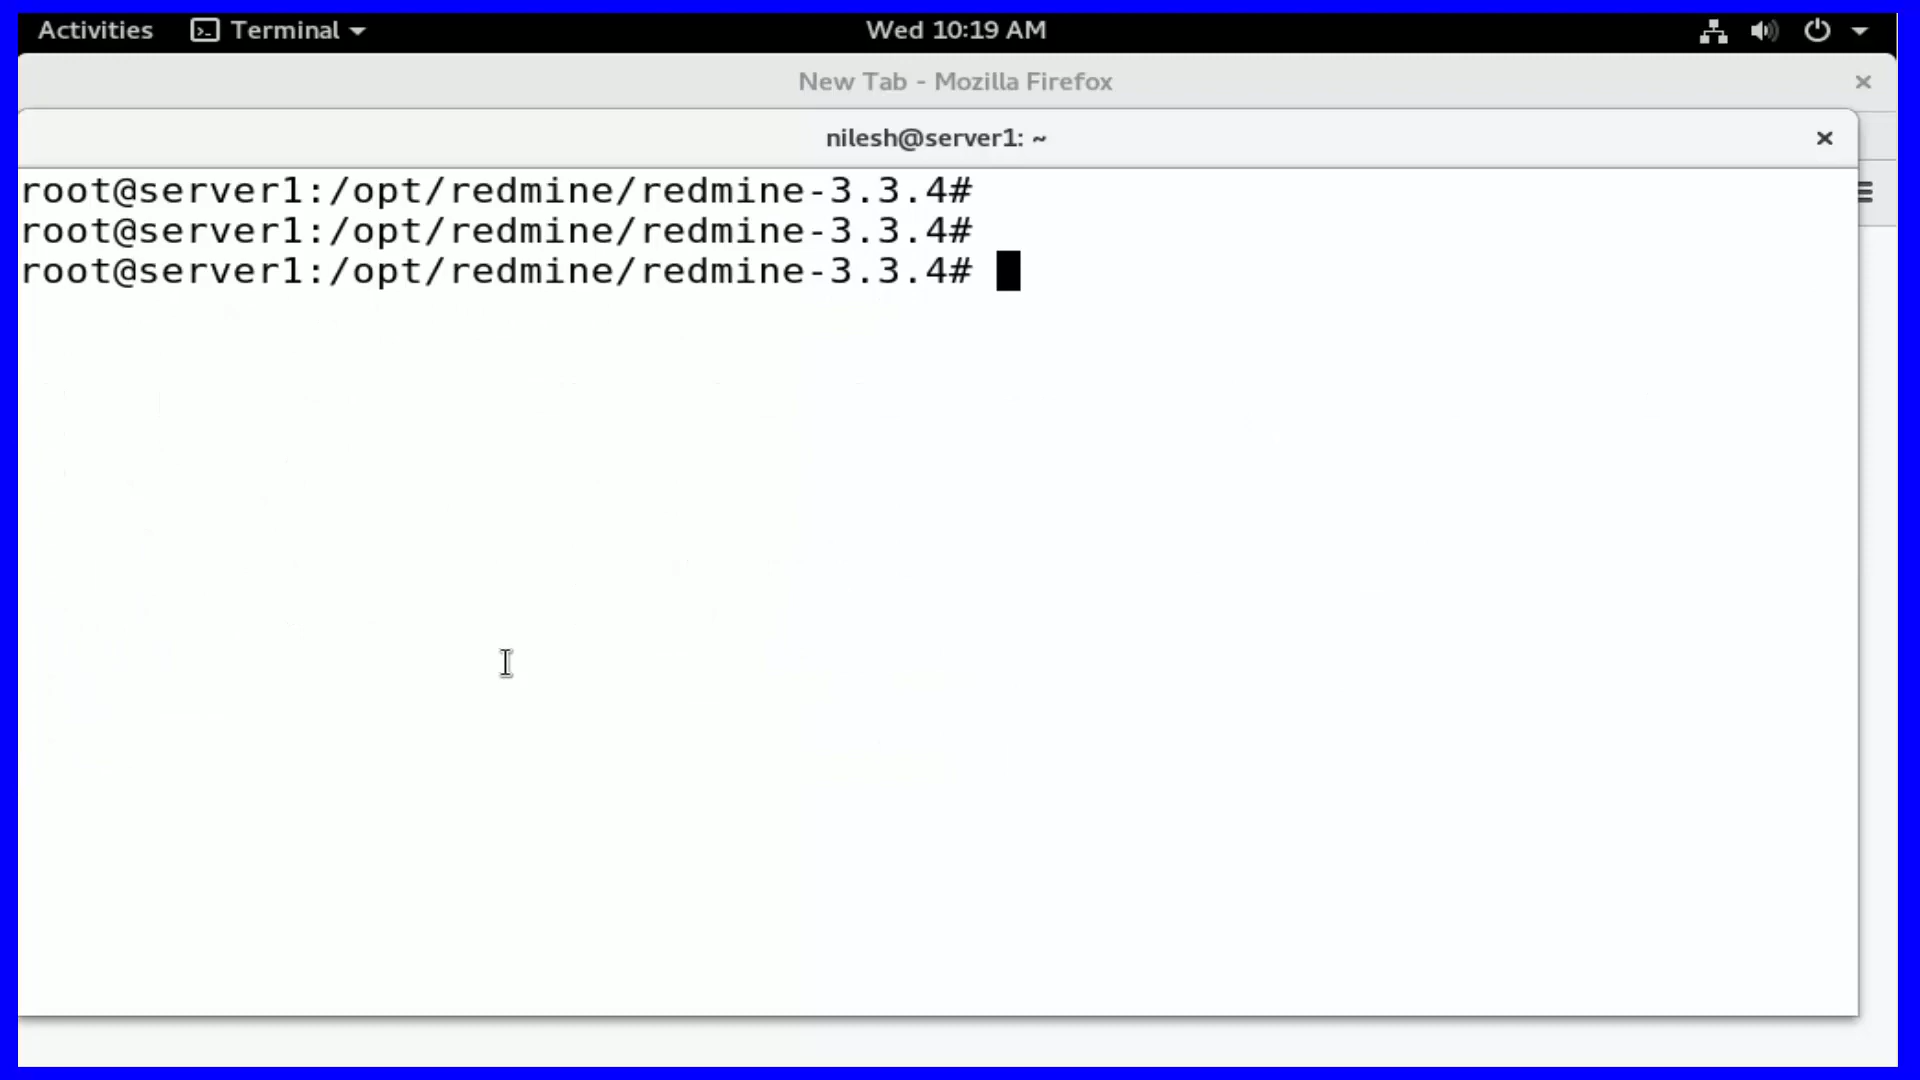 Activities Terminal Wed 10:19 AM
New Tab - Mozilla Firefox
nilesh@server1: ~
root@server1:/opt/redmine/redmine-3.3.4#
root@server1:/opt/redmine/redmine-3.3.4#
root@server1:/opt/redmine/redmine-3.3.4#